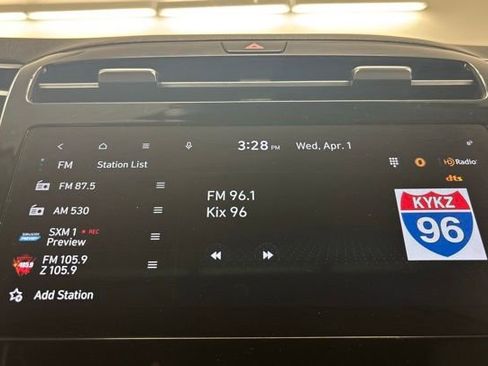 3:28 PM
Wed, Apr. 1
FM
Station List
HD Radio
dts
FM 87.5
AM 530
SXM 1 REC
Preview
FM 105.9
Z 105.9
Add Station
FM 96.1
Kix 96
KYKZ
96